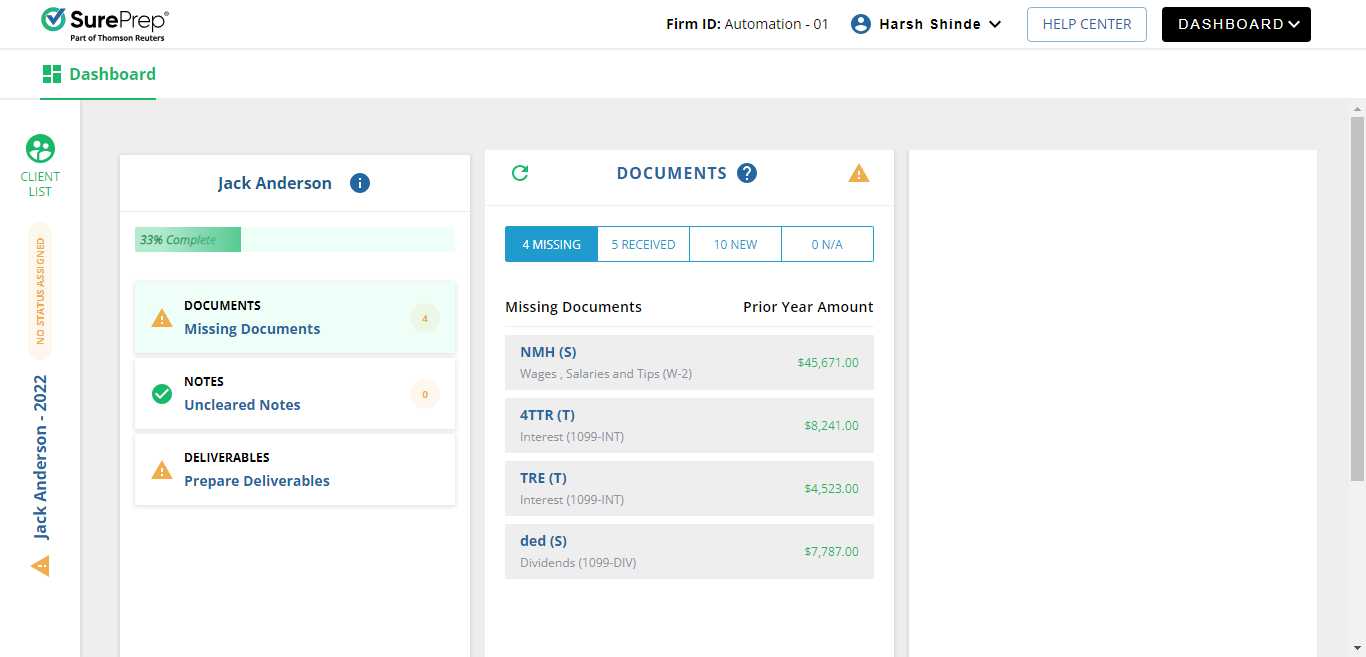 SurePrep®
Part of Thomson Reuters
Firm ID: Automation - 01
Harsh Shinde
HELP CENTER
DASHBOARD
Dashboard
CLIENT
LIST
NO STATUS ASSIGNED
Jack Anderson - 2022
Jack Anderson
33% Complete
DOCUMENTS
Missing Documents
4
NOTES
Uncleared Notes
0
DELIVERABLES
Prepare Deliverables
DOCUMENTS
4 MISSING
5 RECEIVED
10 NEW
0 N/A
Missing Documents
Prior Year Amount
NMH (S)
Wages , Salaries and Tips (W-2)
$45,671.00
4TTR (T)
Interest (1099-INT)
$8,241.00
TRE (T)
Interest (1099-INT)
$4,523.00
ded (S)
Dividends (1099-DIV)
$7,787.00